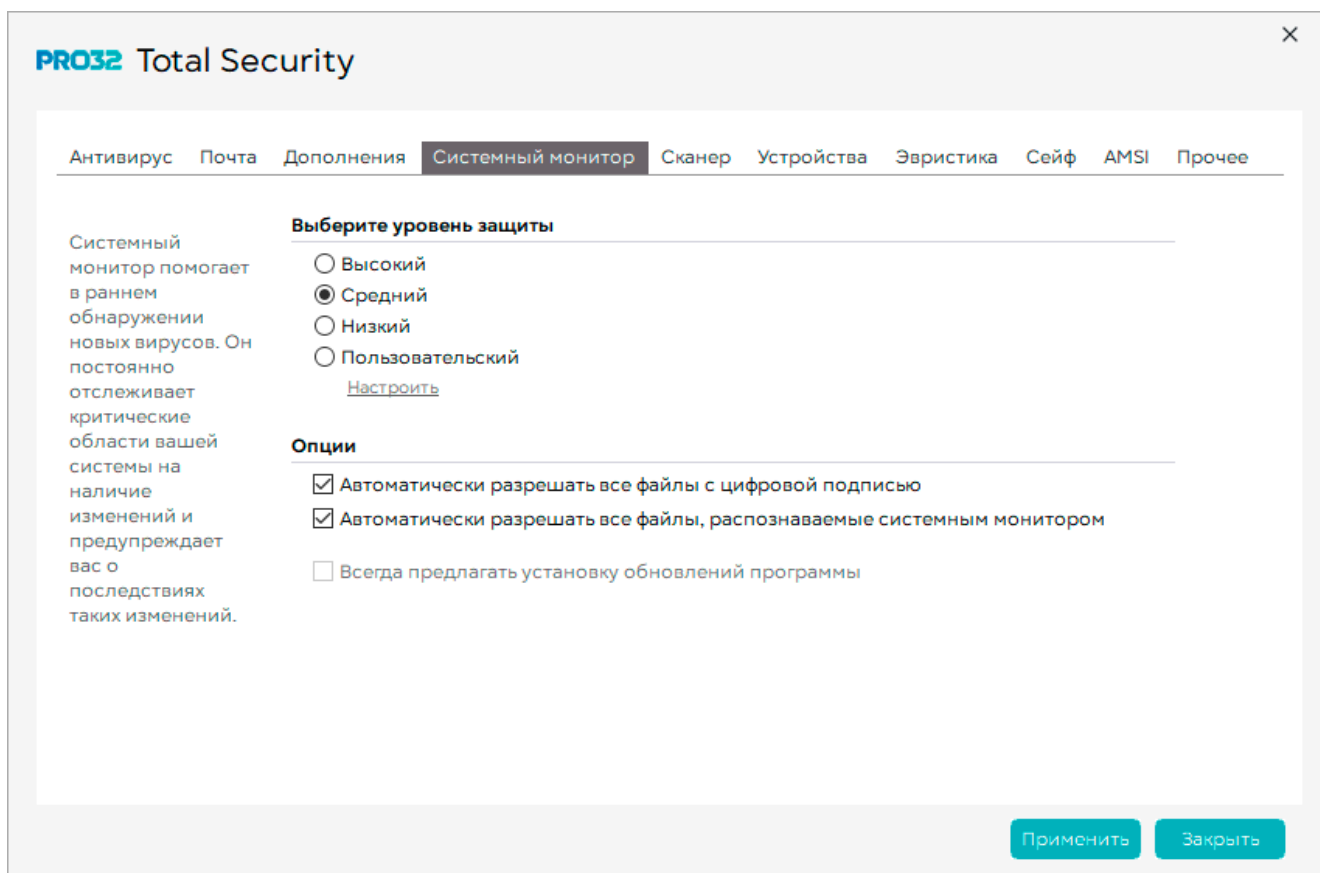 PRO32 Total Security
Антивирус Почта Дополнения Системный монитор Сканер Устройства Эвристика Сейф AMSI Прочее
Системный
монитор помогает
в раннем
обнаружении
новых вирусов. Он
постоянно
отслеживает
критические
области вашей
системы на
наличие
изменений и
предупреждает
вас о
последствиях
таких изменений.
Выберите уровень защиты
Высокий
Средний
Низкий
Пользовательский
Настроить
Опции
Автоматически разрешать все файлы с цифровой подписью
Автоматически разрешать все файлы, распознаваемые системным монитором
Всегда предлагать установку обновлений программы
Применить Закрыть